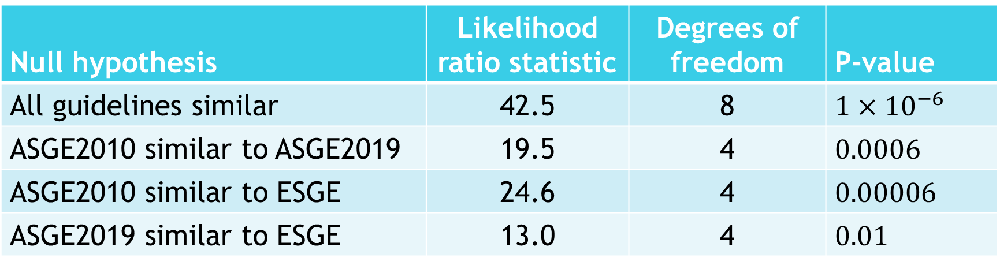 Null hypothesis Likelihood ratio statistic Degrees of freedom P-value
All guidelines similar 42.5 8 1 × 10⁻⁶
ASGE2010 similar to ASGE2019 19.5 4 0.0006
ASGE2010 similar to ESGE 24.6 4 0.00006
ASGE2019 similar to ESGE 13.0 4 0.01